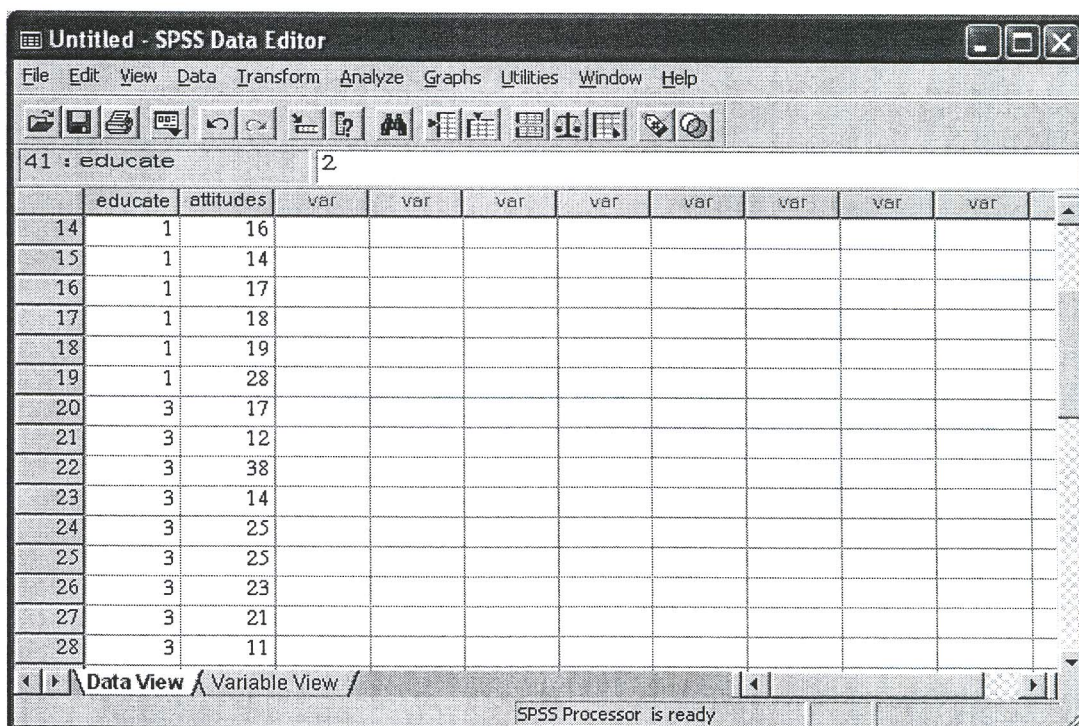 Untitled - SPSS Data Editor
File Edit View Data Transform Analyze Graphs Utilities Window Help
41 : educate 2
educate attitudes var var var var var var var var
14 1 16
15 1 14
16 1 17
17 1 18
18 1 19
19 1 28
20 3 17
21 3 12
22 3 38
23 3 14
24 3 25
25 3 25
26 3 23
27 3 21
28 3 11
Data View Variable View
SPSS Processor is ready